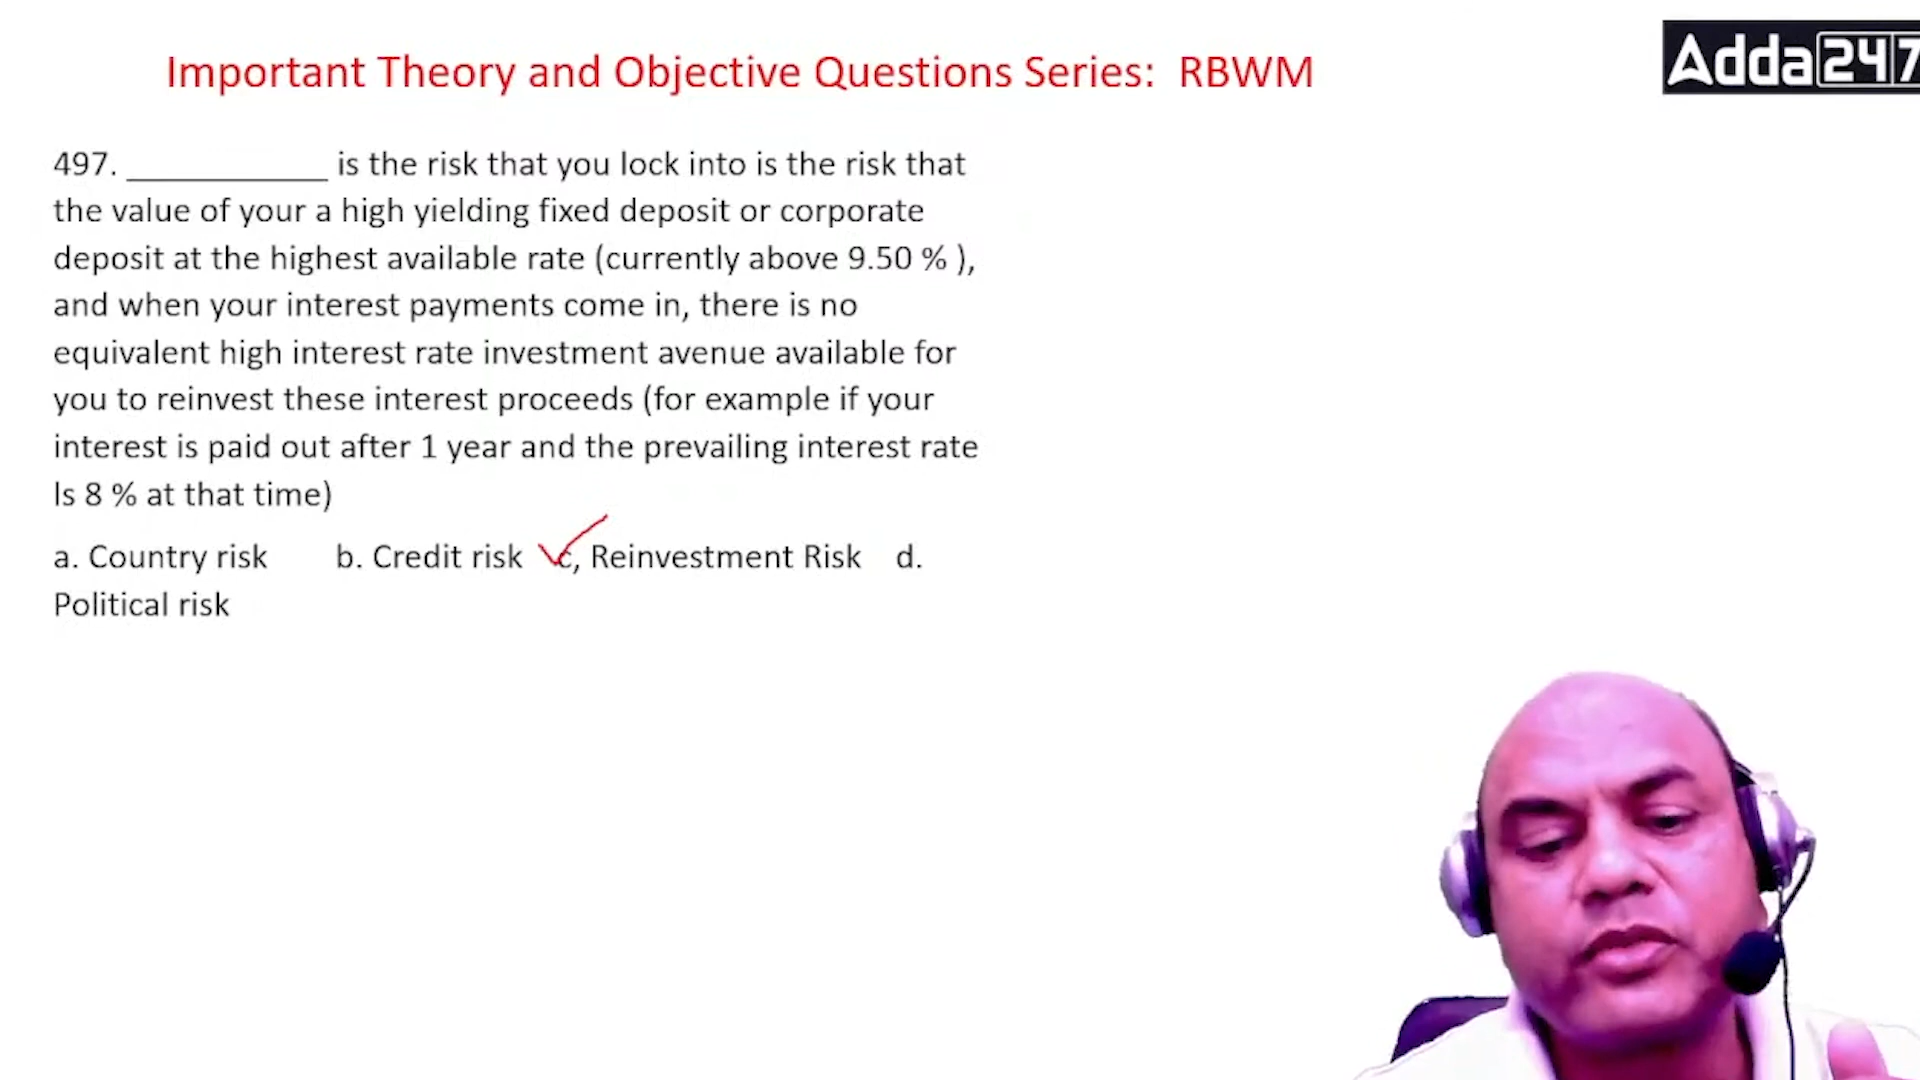 Important Theory and Objective Questions Series: RBWM
Adda247
497. ____________ is the risk that you lock into is the risk that
the value of your a high yielding fixed deposit or corporate
deposit at the highest available rate (currently above 9.50 % ),
and when your interest payments come in, there is no
equivalent high interest rate investment avenue available for
you to reinvest these interest proceeds (for example if your
interest is paid out after 1 year and the prevailing interest rate
Is 8 % at that time)
a. Country risk b. Credit risk c, Reinvestment Risk d.
Political risk